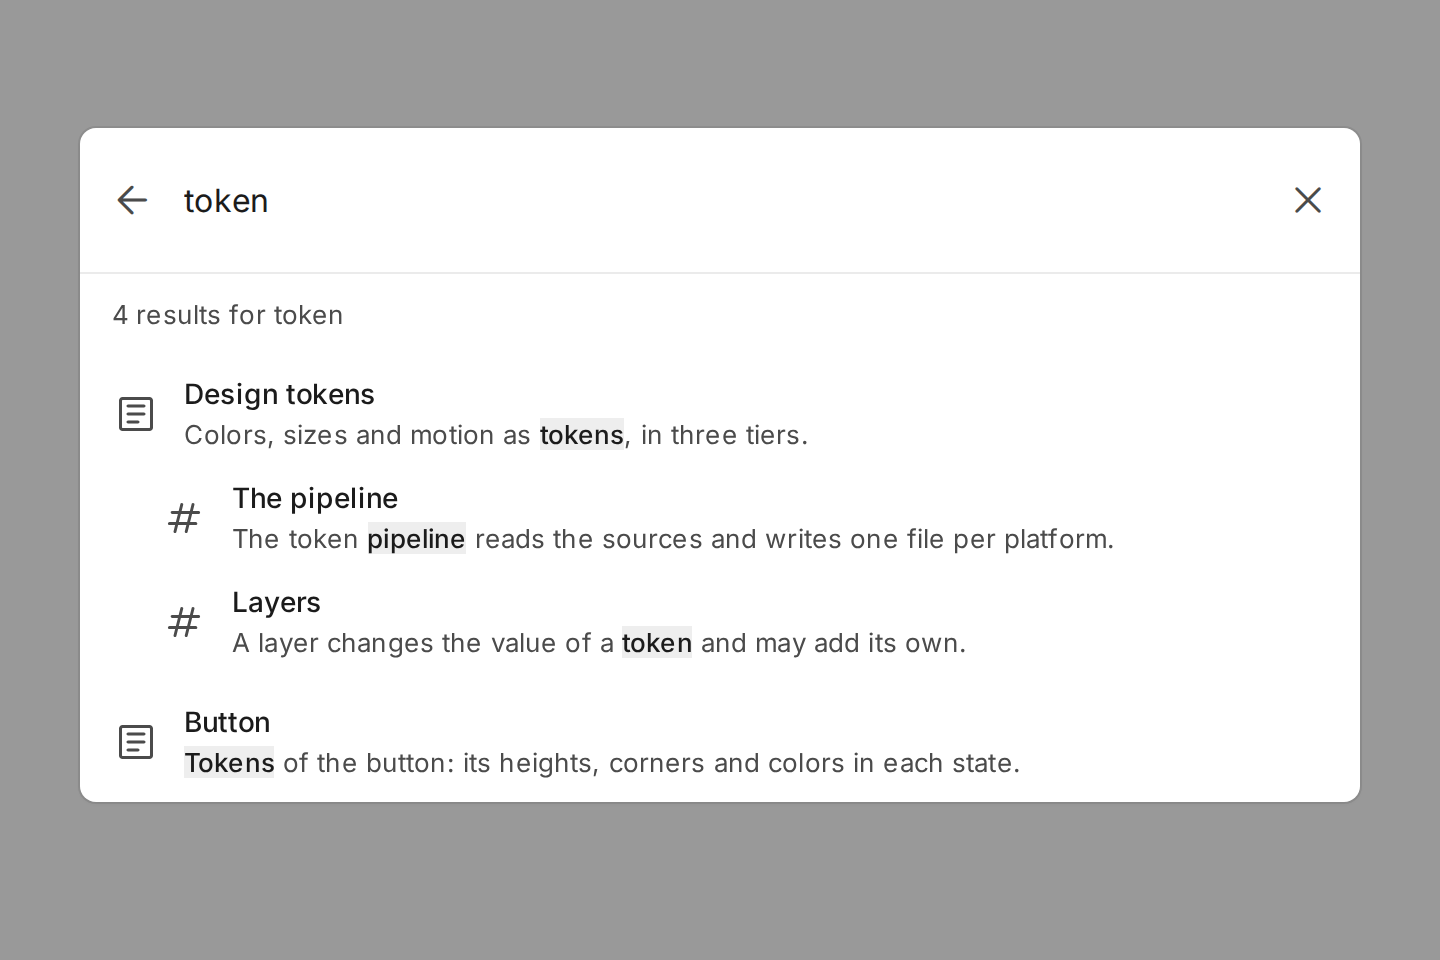 token
4 results for token
Design tokens
Colors, sizes and motion as tokens, in three tiers.
The pipeline
The token pipeline reads the sources and writes one file per platform.
Layers
A layer changes the value of a token and may add its own.
Button
Tokens of the button: its heights, corners and colors in each state.